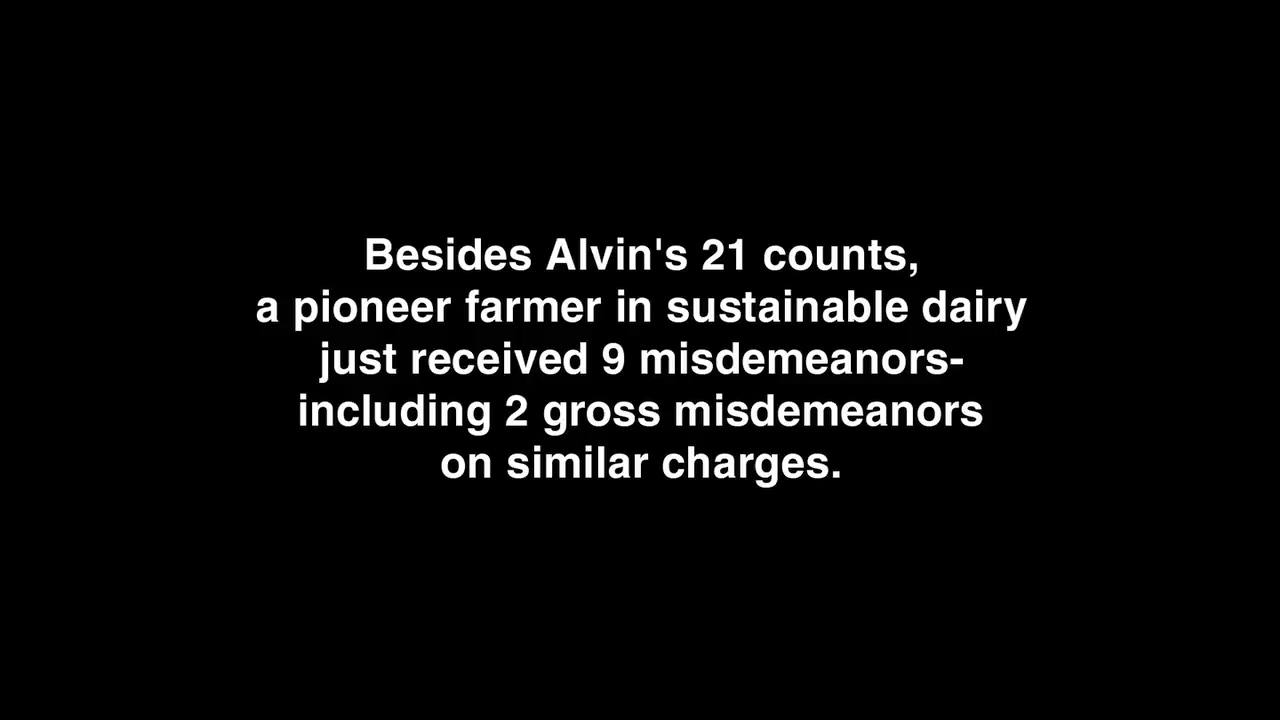 Besides Alvin's 21 counts,
a pioneer farmer in sustainable dairy
just received 9 misdemeanors-
including 2 gross misdemeanors
on similar charges.